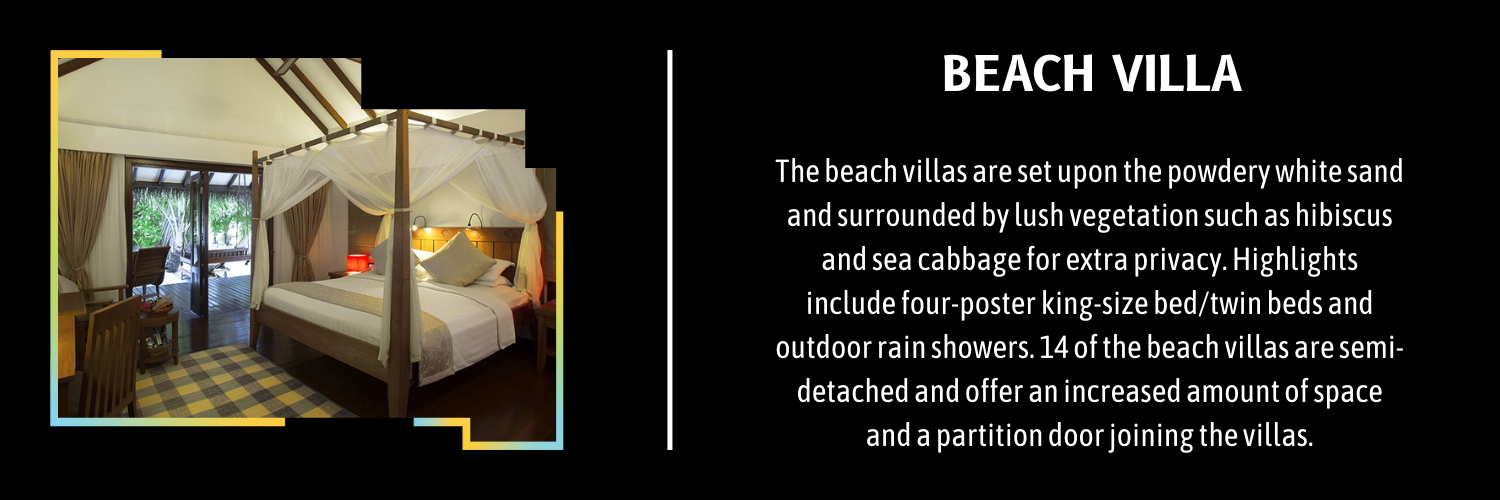 BEACH VILLA
The beach villas are set upon the powdery white sand
and surrounded by lush vegetation such as hibiscus
and sea cabbage for extra privacy. Highlights
include four-poster king-size bed/twin beds and
outdoor rain showers. 14 of the beach villas are semi-
detached and offer an increased amount of space
and a partition door joining the villas.